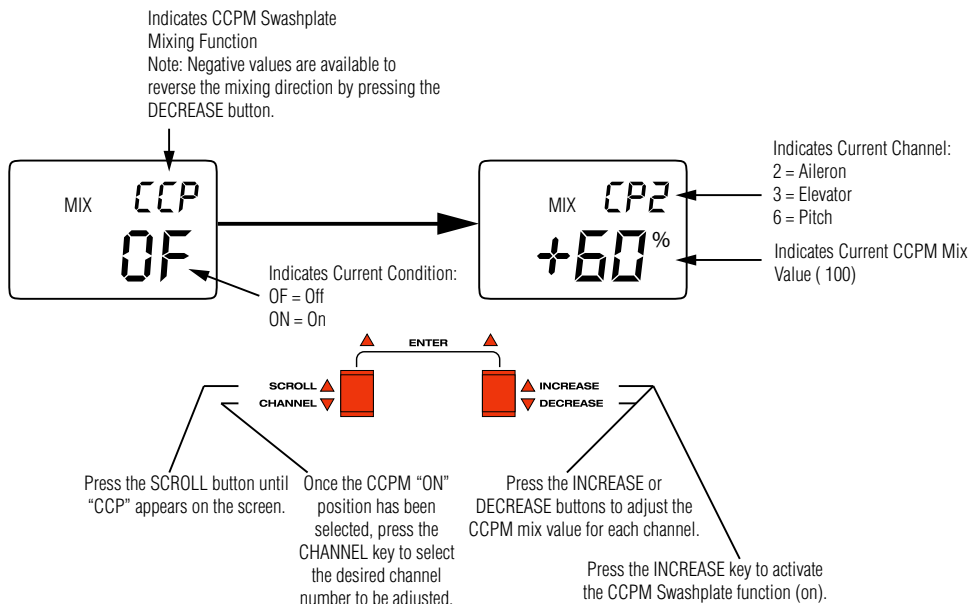 Indicates CCPM Swashplate
Mixing Function
Note: Negative values are available to
reverse the mixing direction by pressing the
DECREASE button.
MIX CCP
OF
Indicates Current Condition:
OF = Off
ON = On
MIX CP2
+60%
Indicates Current Channel:
2 = Aileron
3 = Elevator
6 = Pitch
Indicates Current CCPM Mix
Value ( 100)
ENTER
SCROLL
CHANNEL
INCREASE
DECREASE
Press the SCROLL button until
“CCP” appears on the screen.
Once the CCPM “ON”
position has been
selected, press the
CHANNEL key to select
the desired channel
number to be adjusted.
Press the INCREASE or
DECREASE buttons to adjust the
CCPM mix value for each channel.
Press the INCREASE key to activate
the CCPM Swashplate function (on).